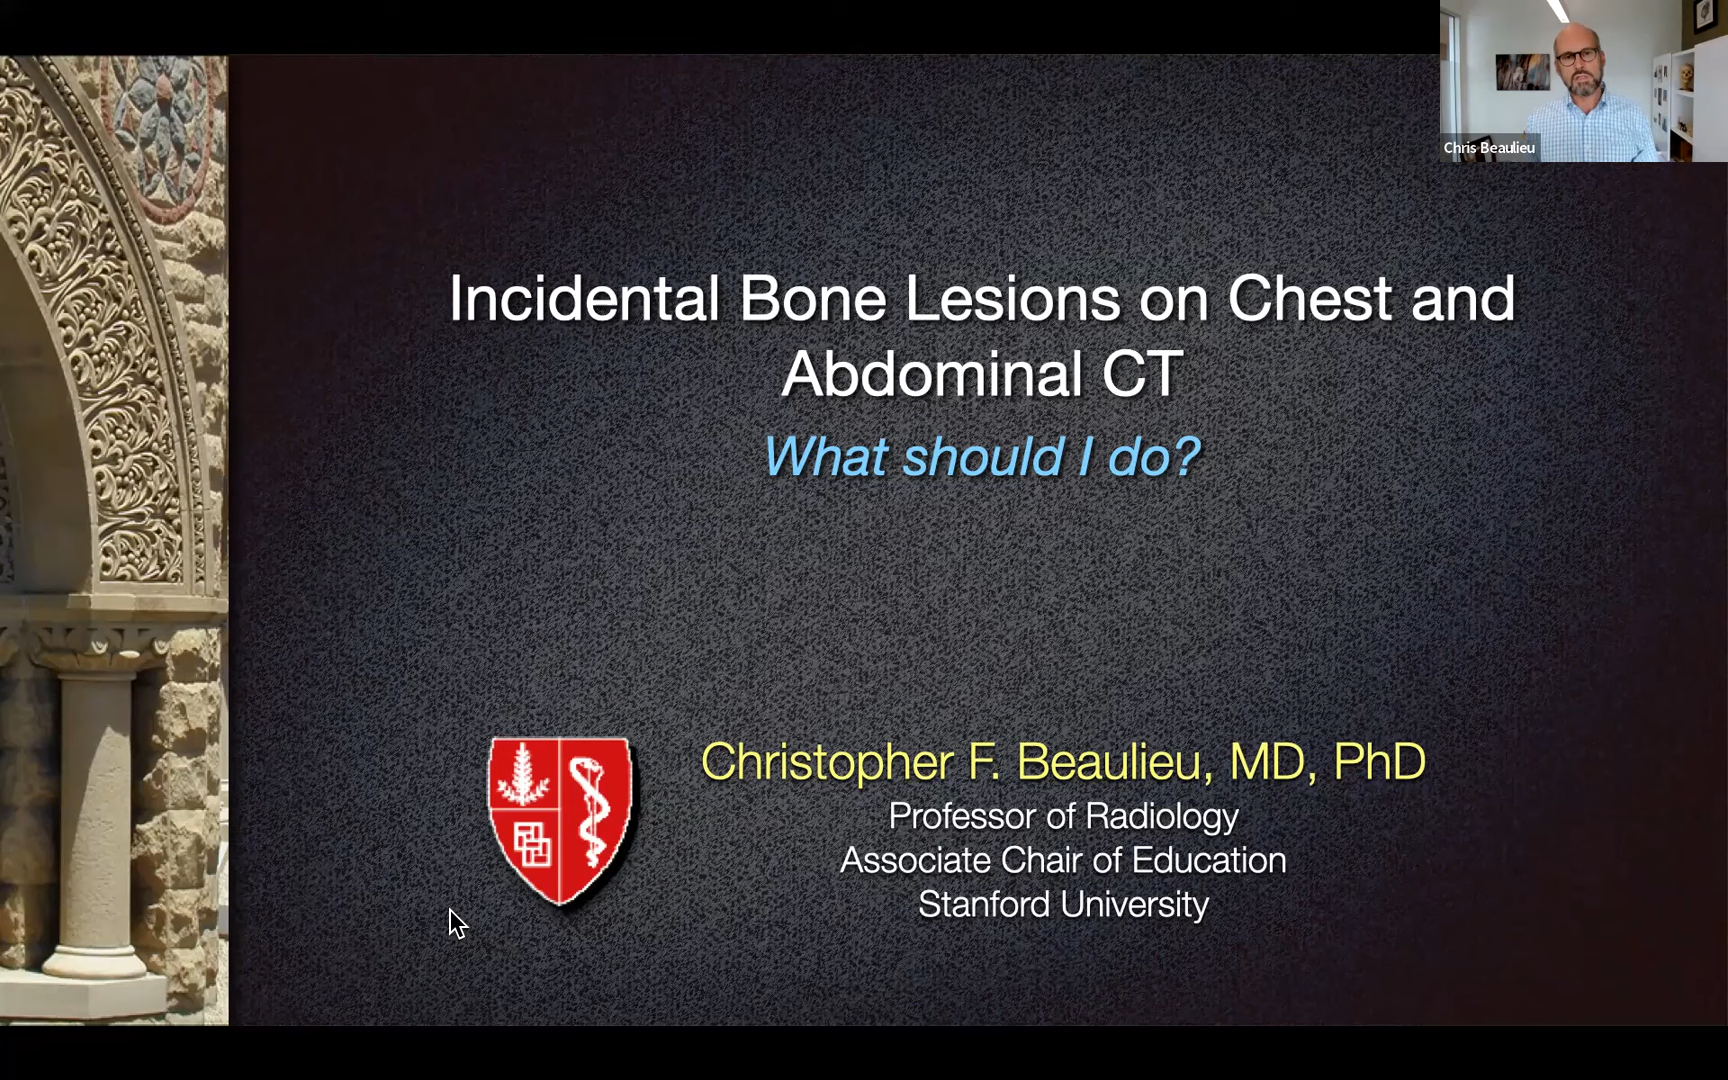 Chris Beaulieu
Incidental Bone Lesions on Chest and
Abdominal CT
What should I do?
Christopher F. Beaulieu, MD, PhD
Professor of Radiology
Associate Chair of Education
Stanford University